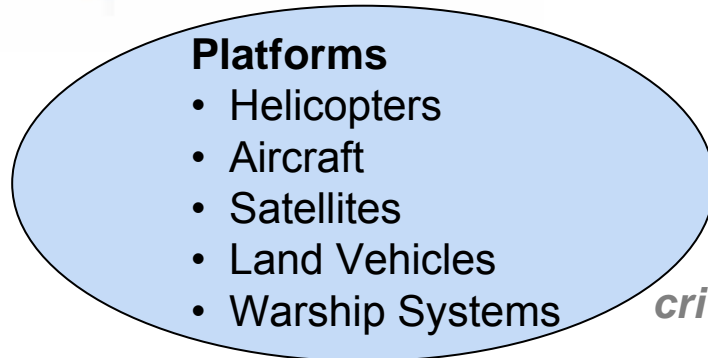 Platforms
• Helicopters
• Aircraft
• Satellites
• Land Vehicles
• Warship Systems
cri